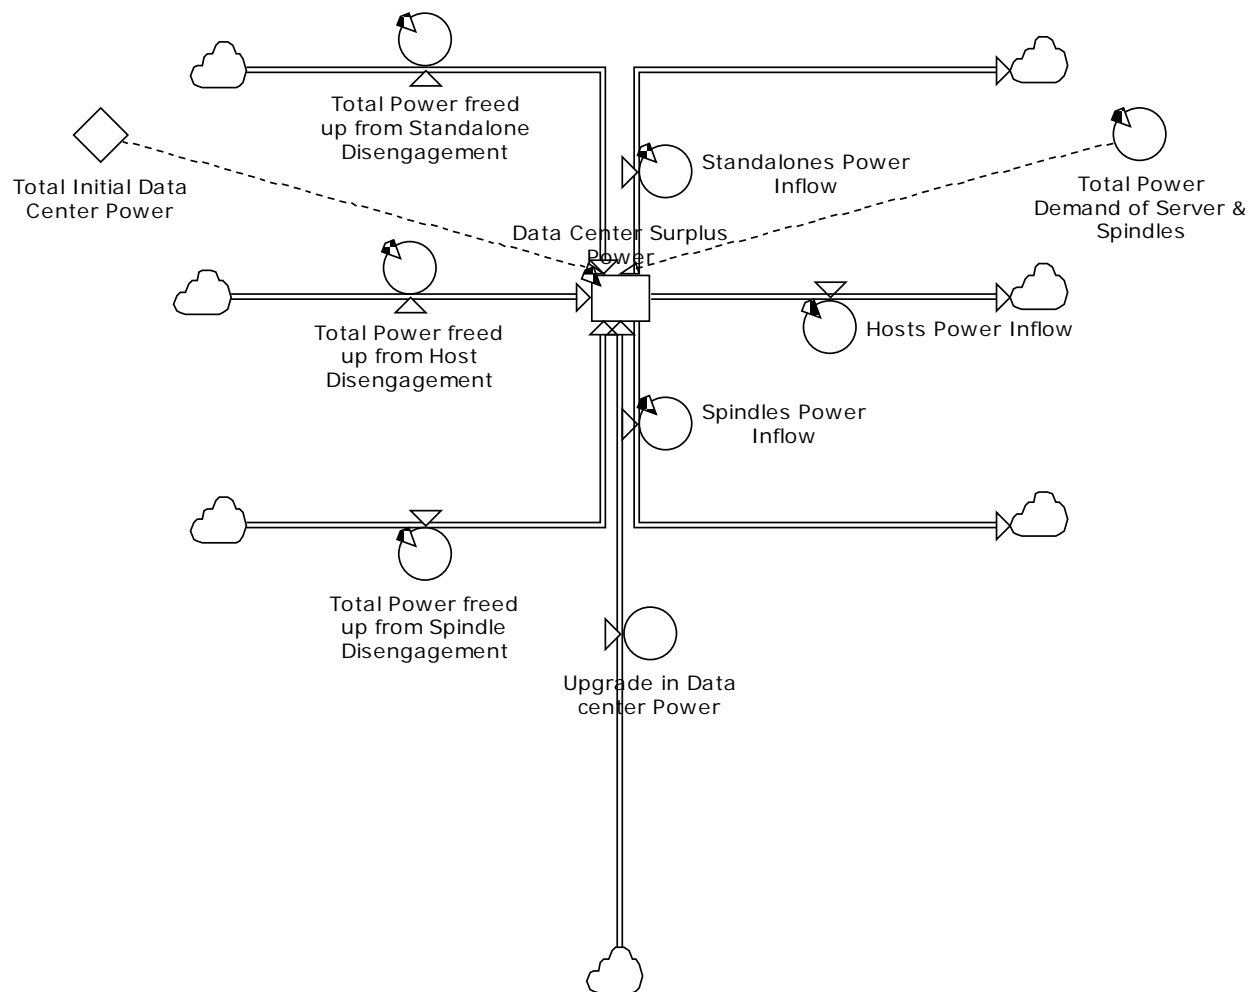 Total Power freed
up from Standalone
Disengagement
Total Initial Data
Center Power
Standalones Power
Inflow
Total Power
Demand of Server &
Spindles
Data Center Surplus
Power
Total Power freed
up from Host
Disengagement
Hosts Power Inflow
Spindles Power
Inflow
Total Power freed
up from Spindle
Disengagement
Upgrade in Data
center Power